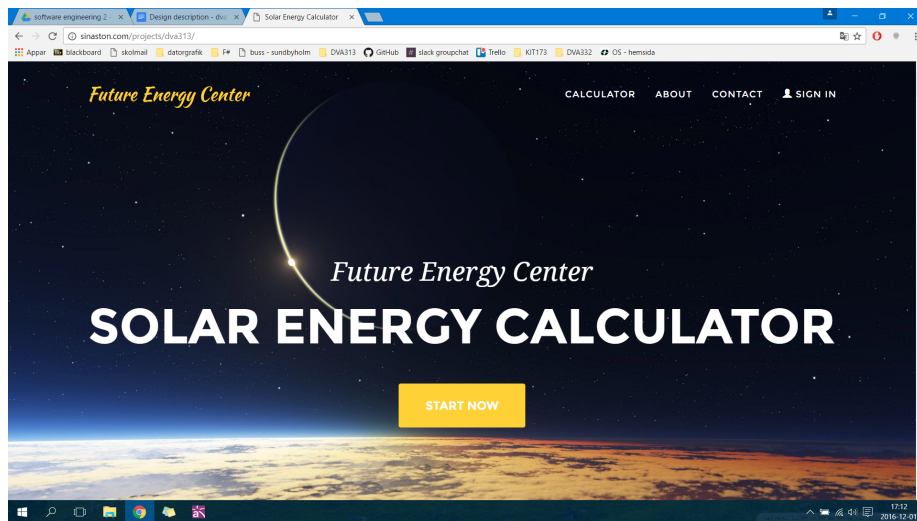 software engineering 2 -
Design description - dva
Solar Energy Calculator
sinaston.com/projects/dva313/
Appar
blackboard
skolmail
datorgrafik
F#
buss - sundbyholm
DVA313
GitHub
slack groupchat
Trello
KIT173
DVA332
OS - hemsida
Future Energy Center
CALCULATOR
ABOUT
CONTACT
SIGN IN
Future Energy Center
SOLAR ENERGY CALCULATOR
START NOW
17:12
2016-12-01